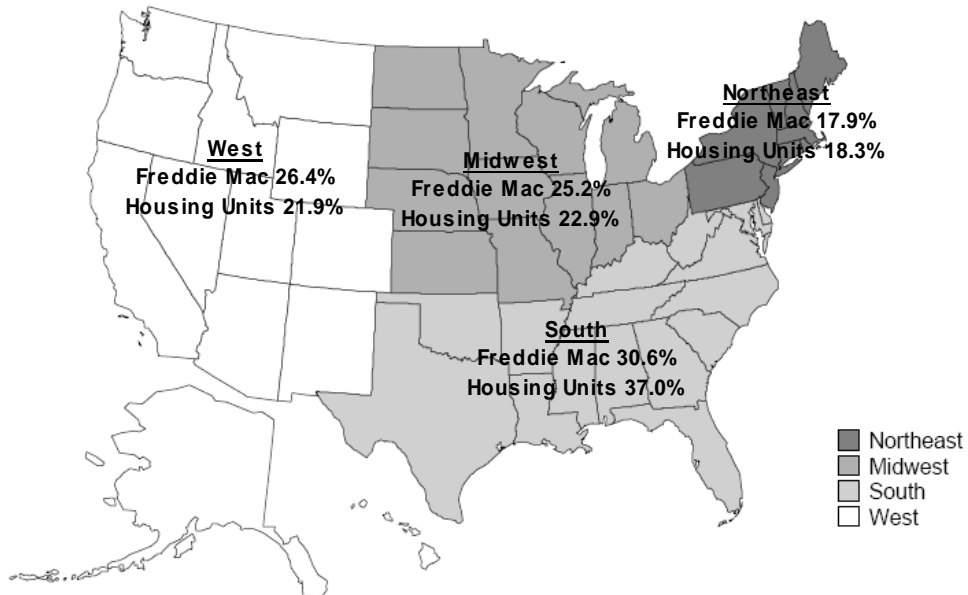 Northeast
Freddie Mac 17.9%
Housing Units 18.3%
West
Freddie Mac 26.4%
Housing Units 21.9%
Midwest
Freddie Mac 25.2%
Housing Units 22.9%
South
Freddie Mac 30.6%
Housing Units 37.0%
Northeast
Midwest
South
West